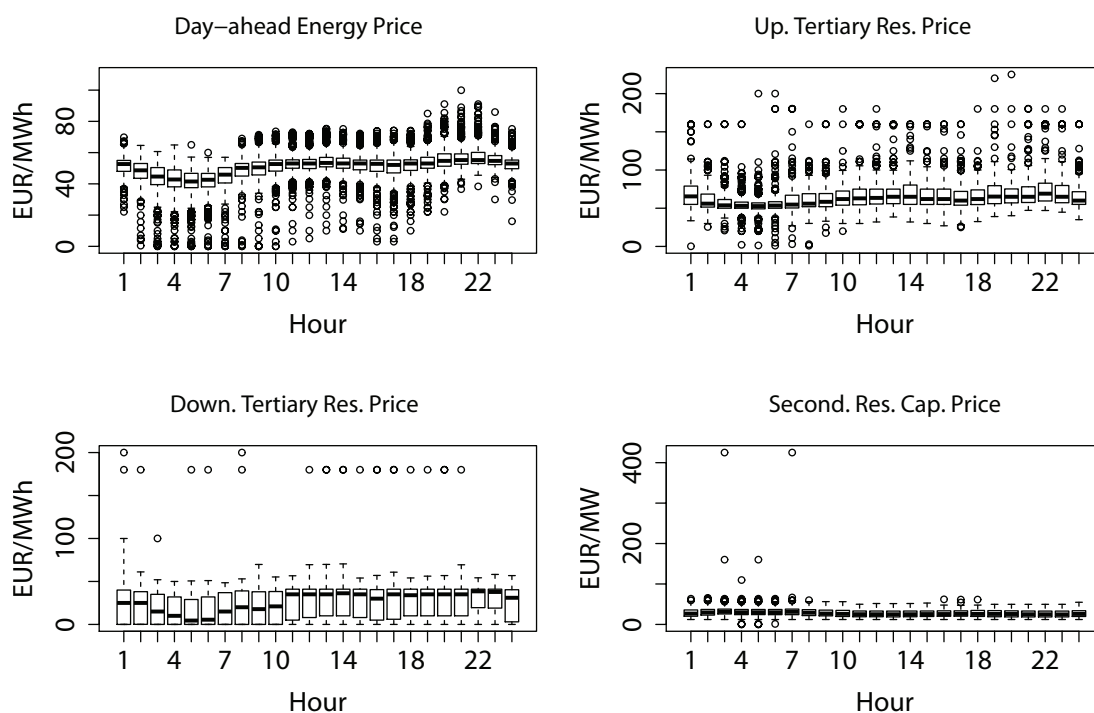 Day−ahead Energy Price
EUR/MWh
0 40 80
1 4 7 10 14 18 22
Hour
Up. Tertiary Res. Price
EUR/MWh
0 100 200
1 4 7 10 14 18 22
Hour
Down. Tertiary Res. Price
EUR/MWh
0 100 200
1 4 7 10 14 18 22
Hour
Second. Res. Cap. Price
EUR/MW
0 200 400
1 4 7 10 14 18 22
Hour